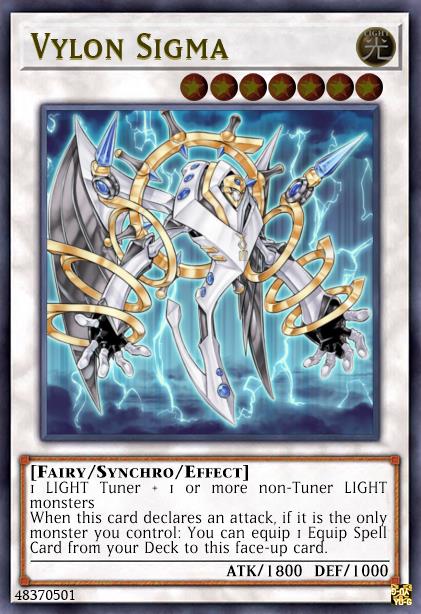 Vylon Sigma
LIGHT
光
[Fairy/Synchro/Effect]
1 LIGHT Tuner + 1 or more non-Tuner LIGHT
monsters
When this card declares an attack, if it is the only
monster you control: You can equip 1 Equip Spell
Card from your Deck to this face-up card.
ATK/1800 DEF/1000
48370501